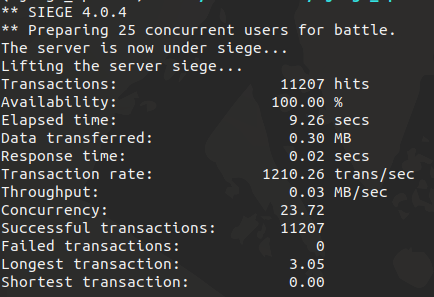 ** SIEGE 4.0.4
** Preparing 25 concurrent users for battle.
The server is now under siege...
Lifting the server siege...
Transactions: 11207 hits
Availability: 100.00 %
Elapsed time: 9.26 secs
Data transferred: 0.30 MB
Response time: 0.02 secs
Transaction rate: 1210.26 trans/sec
Throughput: 0.03 MB/sec
Concurrency: 23.72
Successful transactions: 11207
Failed transactions: 0
Longest transaction: 3.05
Shortest transaction: 0.00